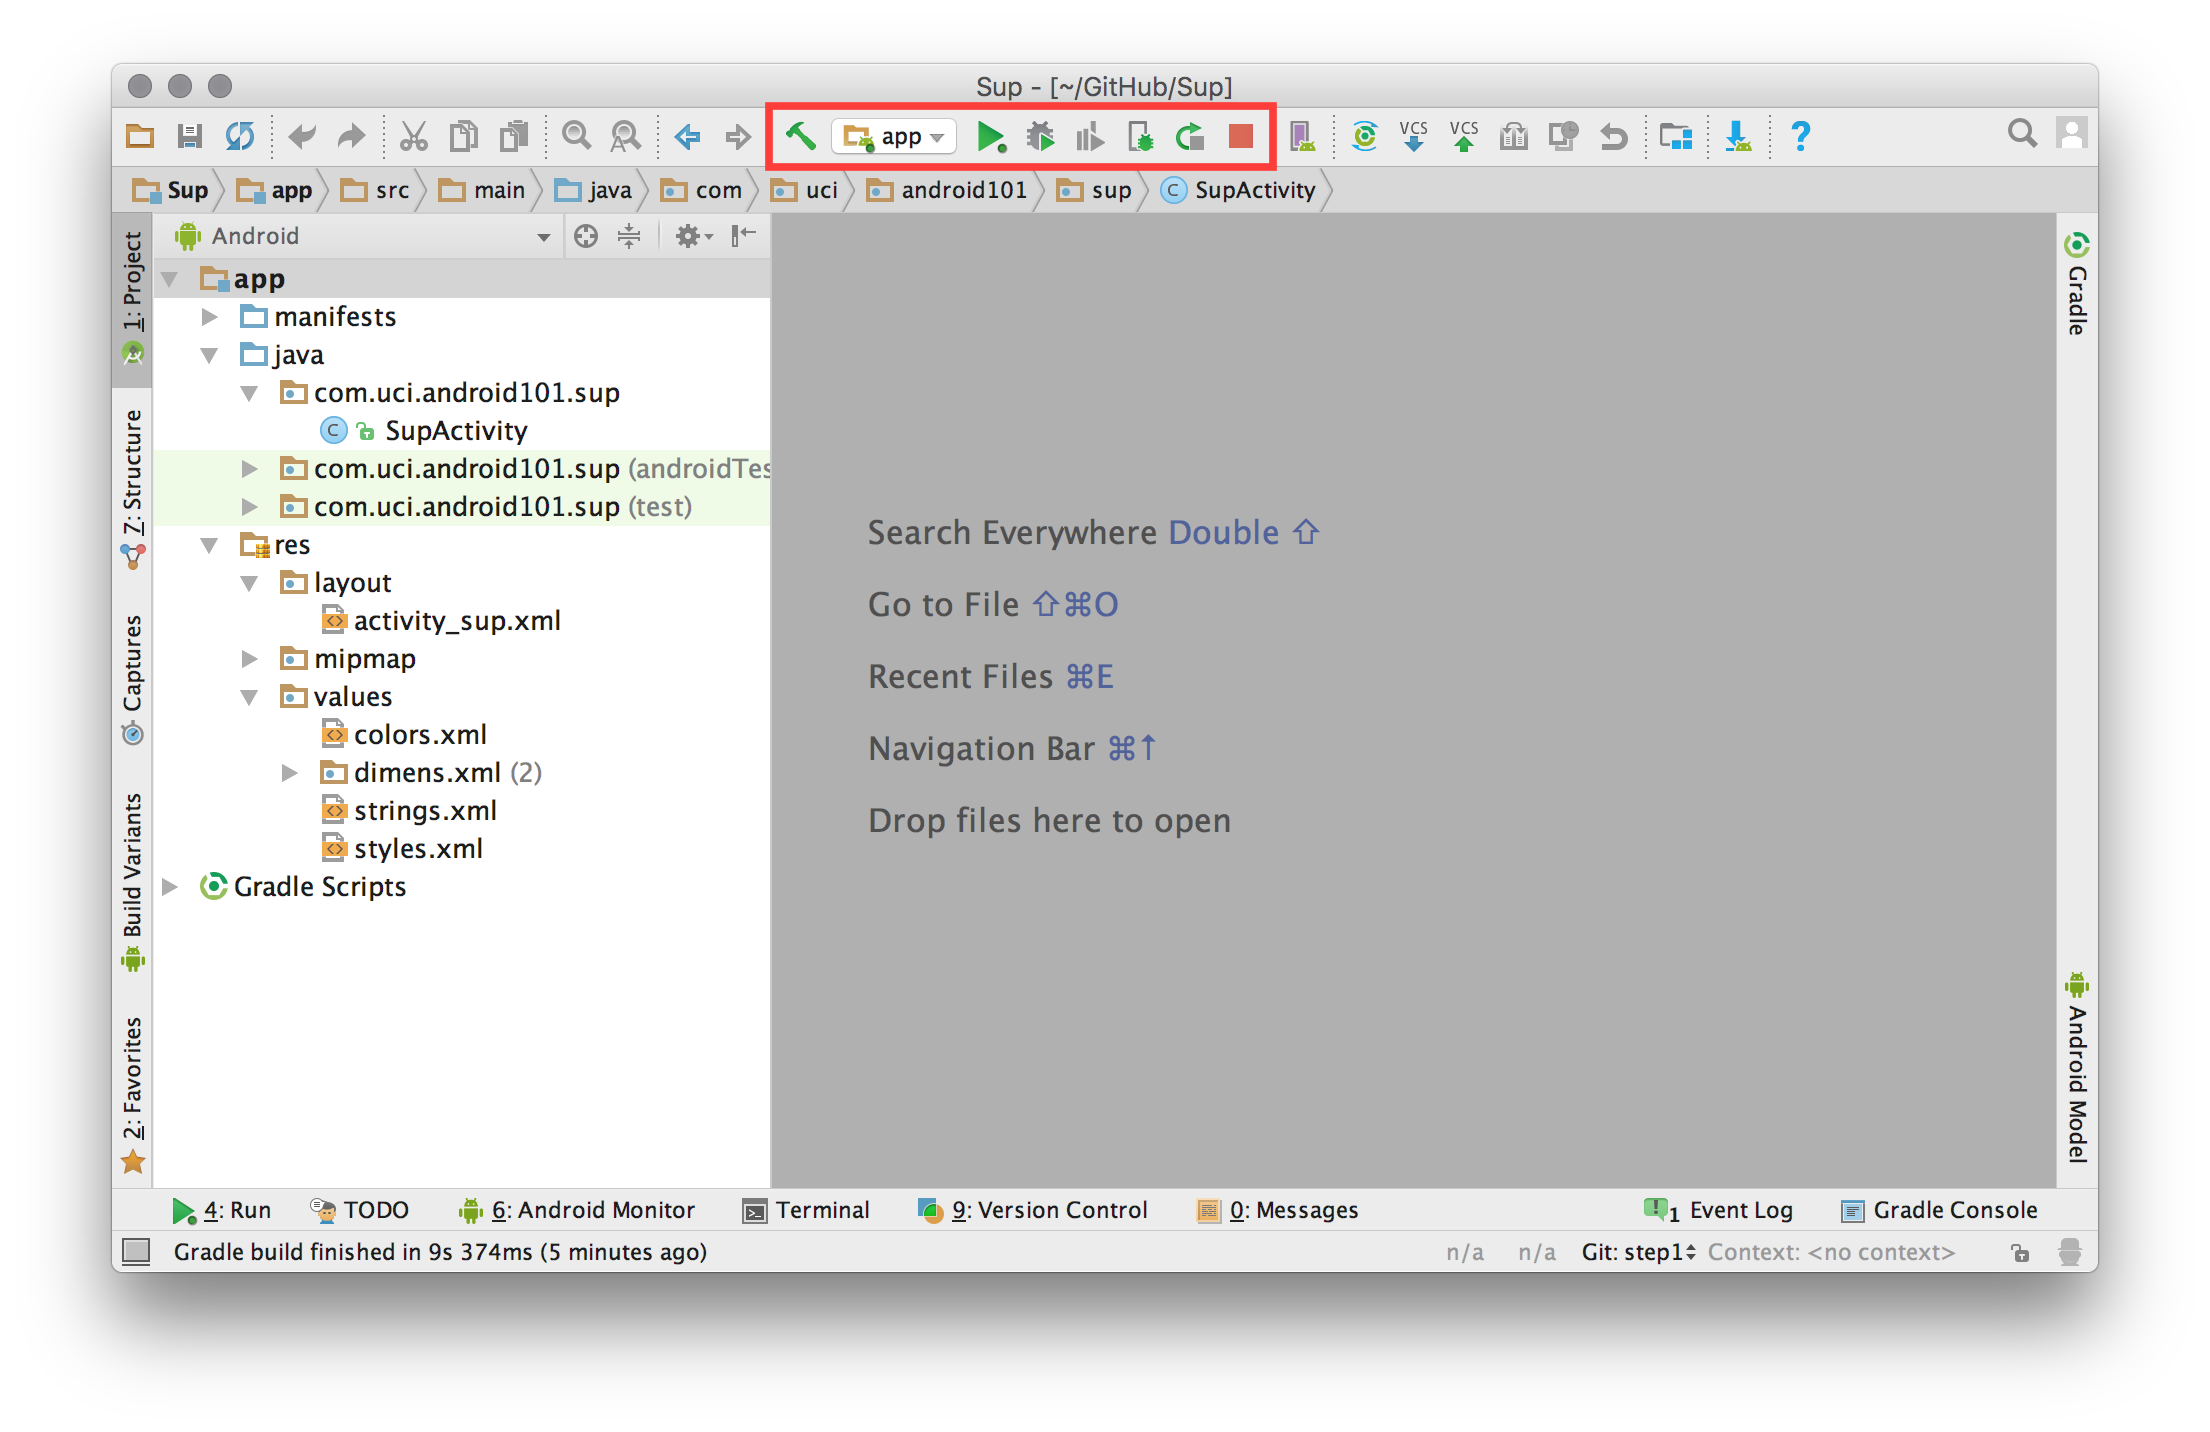 Sup - [~/GitHub/Sup]
app
VCS VCS
?
Sup app src main java com uci android101 sup C SupActivity
1: Project
7: Structure
Captures
Build Variants
2: Favorites
Android
app
manifests
java
com.uci.android101.sup
C SupActivity
com.uci.android101.sup (androidTes
com.uci.android101.sup (test)
res
layout
activity_sup.xml
mipmap
values
colors.xml
dimens.xml (2)
strings.xml
styles.xml
Gradle Scripts
Search Everywhere Double ⇧
Go to File ⇧⌘O
Recent Files ⌘E
Navigation Bar ⌘↑
Drop files here to open
Gradle
Android Model
4: Run TODO 6: Android Monitor Terminal 9: Version Control 0: Messages 1 Event Log Gradle Console
Gradle build finished in 9s 374ms (5 minutes ago) n/a n/a Git: step1 Context: <no context>